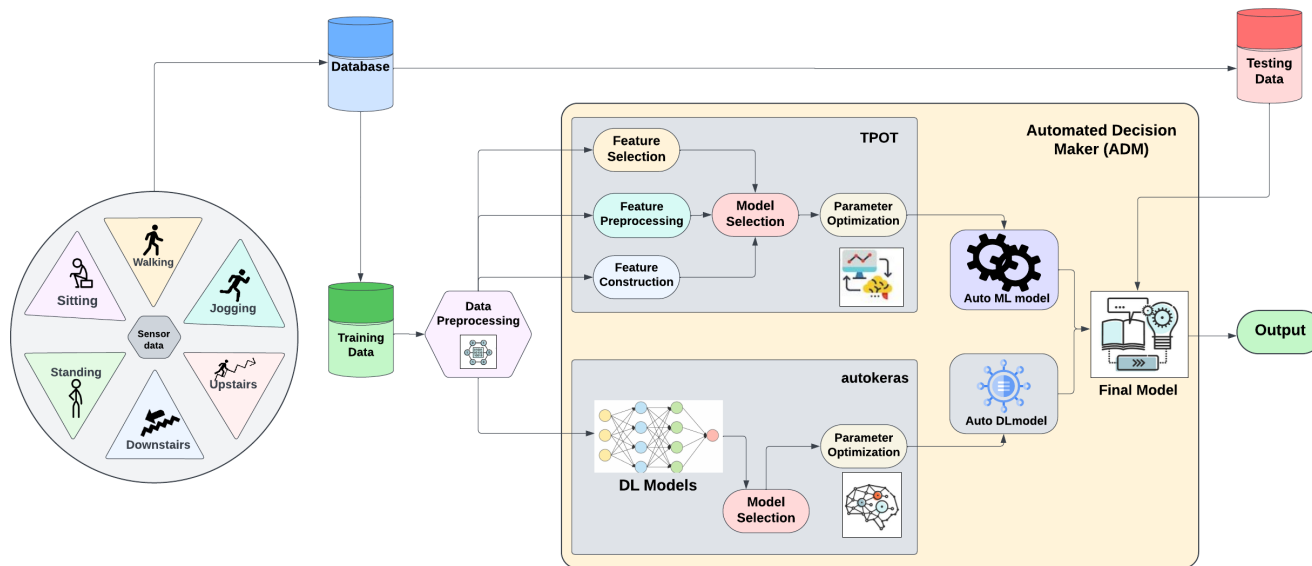 Database
Testing
Data
Walking
Sitting
Jogging
Sensor
data
Standing
Upstairs
Downstairs
Training
Data
Data
Preprocessing
TPOT
Feature
Selection
Feature
Preprocessing
Feature
Construction
Model
Selection
Parameter
Optimization
Automated Decision
Maker (ADM)
Auto ML model
autokeras
DL Models
Model
Selection
Parameter
Optimization
Auto DLmodel
Final Model
Output